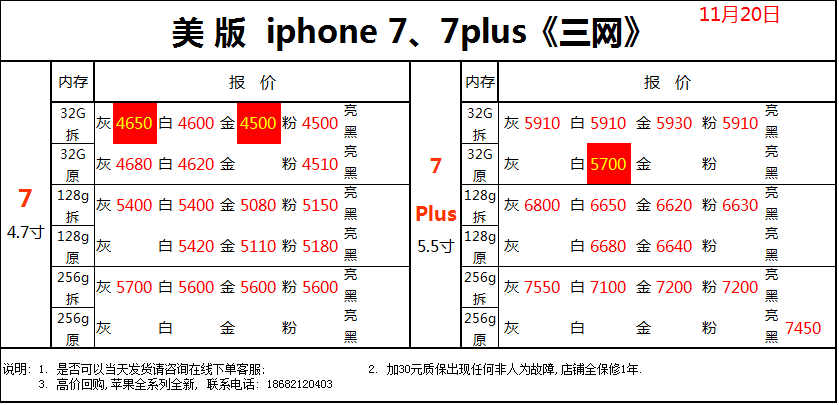 美 版 iphone 7、7plus《三网》 11月20日
内存 报 价 内存 报 价
7
4.7寸
32G拆 灰 4650 白 4600 金 4500 粉 4500 亮黑
32G原 灰 4680 白 4620 金 粉 4510 亮黑
128g拆 灰 5400 白 5400 金 5080 粉 5150 亮黑
128g原 灰 白 5420 金 5110 粉 5180 亮黑
256g拆 灰 5700 白 5600 金 5600 粉 5600 亮黑
256g原 灰 白 金 粉 亮黑
7
Plus
5.5寸
32G拆 灰 5910 白 5910 金 5930 粉 5910 亮黑
32G原 灰 白 5700 金 粉 亮黑
128g拆 灰 6800 白 6650 金 6620 粉 6630 亮黑
128g原 灰 白 6680 金 6640 粉 亮黑
256g拆 灰 7550 白 7100 金 7200 粉 7200 亮黑
256g原 灰 白 金 粉 亮黑 7450
说明: 1. 是否可以当天发货请咨询在线下单客服; 2. 加30元质保出现任何非人为故障,店铺全保修1年.
3. 高价回购,苹果全系列全新, 联系电话: 18682120403